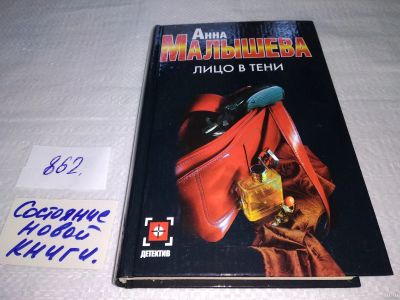 Анна
МАЛЫШЕВА
ЛИЦО В ТЕНИ
ДЕТЕКТИВ
862.
Состояние
новой
книги.